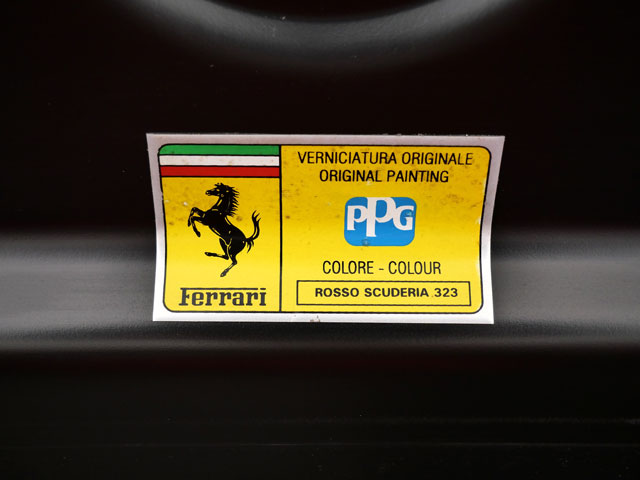 VERNICIATURA ORIGINALE
ORIGINAL PAINTING
PPG
COLORE - COLOUR
ROSSO SCUDERIA 323
Ferrari